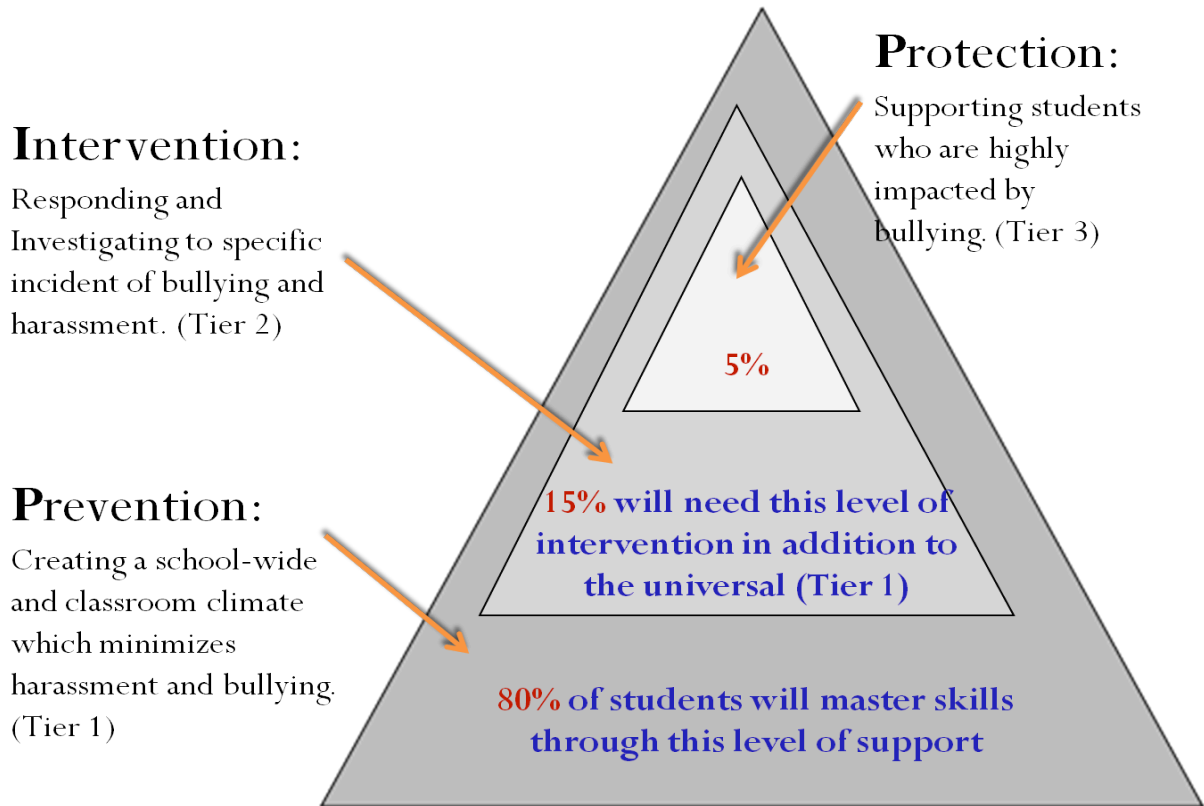 Protection:
Supporting students
who are highly
impacted by
bullying. (Tier 3)
Intervention:
Responding and
Investigating to specific
incident of bullying and
harassment. (Tier 2)
5%
Prevention:
Creating a school-wide
and classroom climate
which minimizes
harassment and bullying.
(Tier 1)
15% will need this level of
intervention in addition to
the universal (Tier 1)
80% of students will master skills
through this level of support